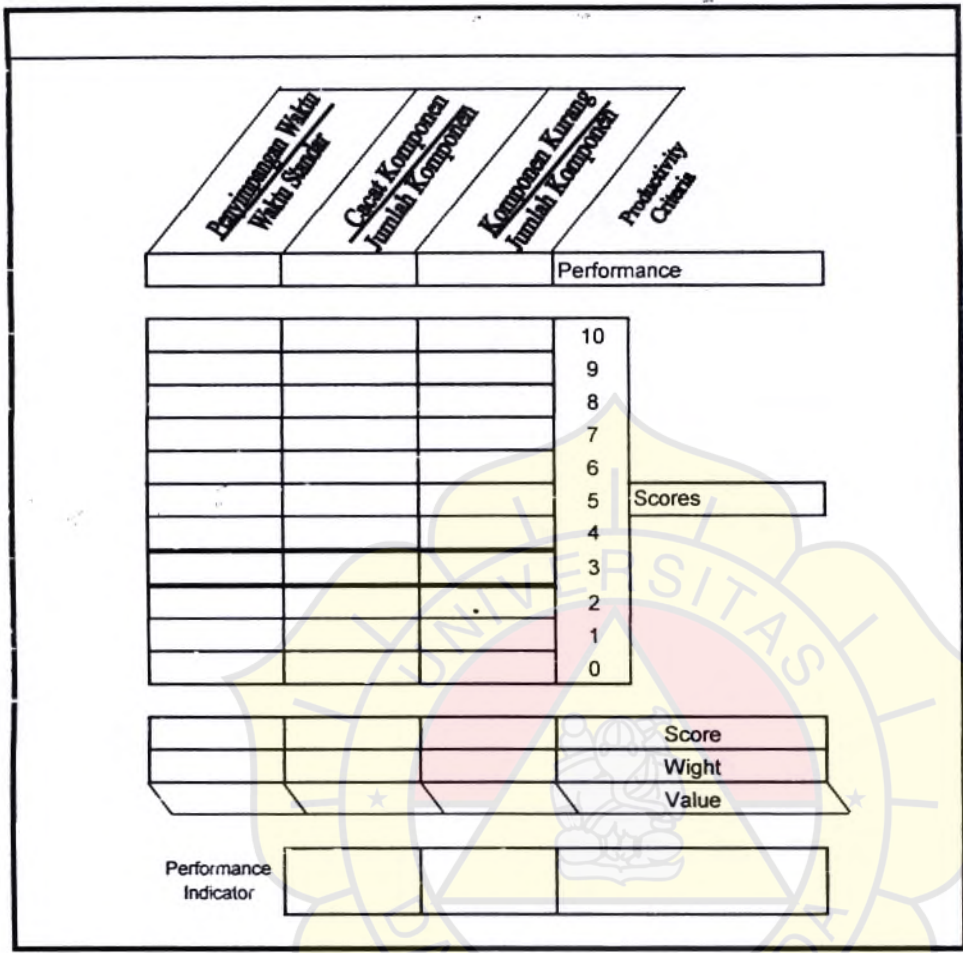 Penyimpangan Waktu
Waktu Standar
Cacat Komponen
Jumlah Komponen
Komponen Kurang
Jumlah Komponen
Productivity
Criteria
Performance
10
9
8
7
6
5
Scores
4
3
2
1
0
Score
Wight
Value
Performance
Indicator
UNIVERSITAS